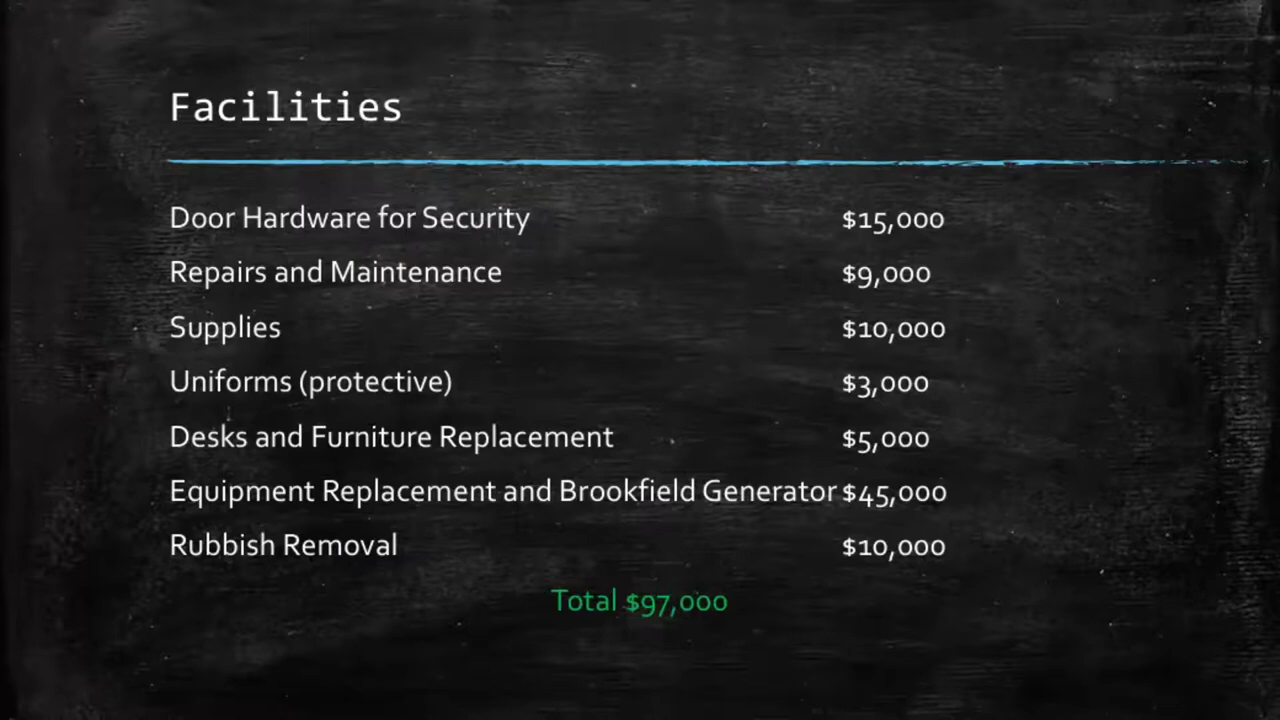 Facilities
Door Hardware for Security $15,000
Repairs and Maintenance $9,000
Supplies $10,000
Uniforms (protective) $3,000
Desks and Furniture Replacement $5,000
Equipment Replacement and Brookfield Generator $45,000
Rubbish Removal $10,000
Total $97,000